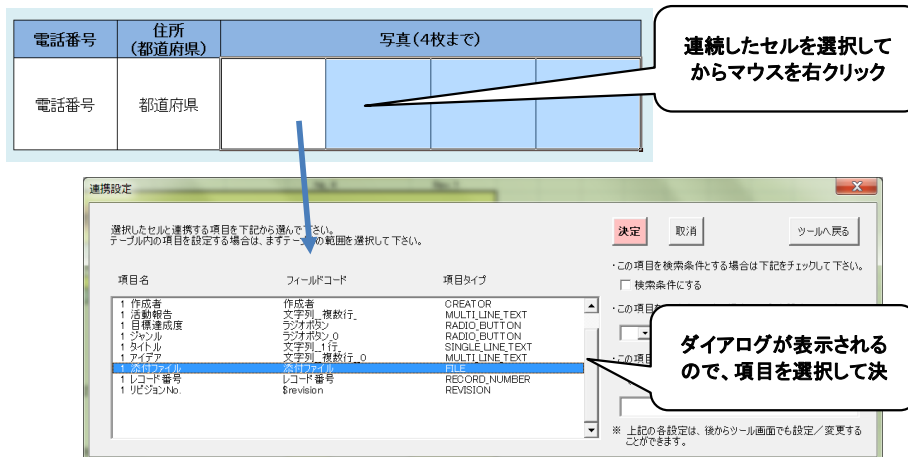 電話番号
住所
(都道府県)
写真(4枚まで)
連続したセルを選択して
からマウスを右クリック
電話番号
都道府県
連携設定
選択したセルと連携する項目を下記から選んで下さい。
テーブル内の項目を設定する場合は、まずテーブルの範囲を選択して下さい。
決定 取消 ツールへ戻る
・この項目を検索条件とする場合は下記をチェックして下さい。
検索条件にする
・この項目
項目名 フィールドコード 項目タイプ
1 作成者 作成者 CREATOR
1 活動報告 文字列_複数行_ MULTI_LINE_TEXT
1 目標達成度 ラジオボタン RADIO_BUTTON
1 ジャンル ラジオボタン_0 RADIO_BUTTON
1 タイトル 文字列_1行_ SINGLE_LINE_TEXT
1 アイデア 文字列_複数行_0 MULTI_LINE_TEXT
1 添付ファイル 添付ファイル FILE
1 レコード番号 レコード番号 RECORD_NUMBER
1 リビジョンNo. $revision REVISION
ダイアログが表示される
ので、項目を選択して決
・この項目
※ 上記の各設定は、後からツール画面でも設定/変更する
ことができます。